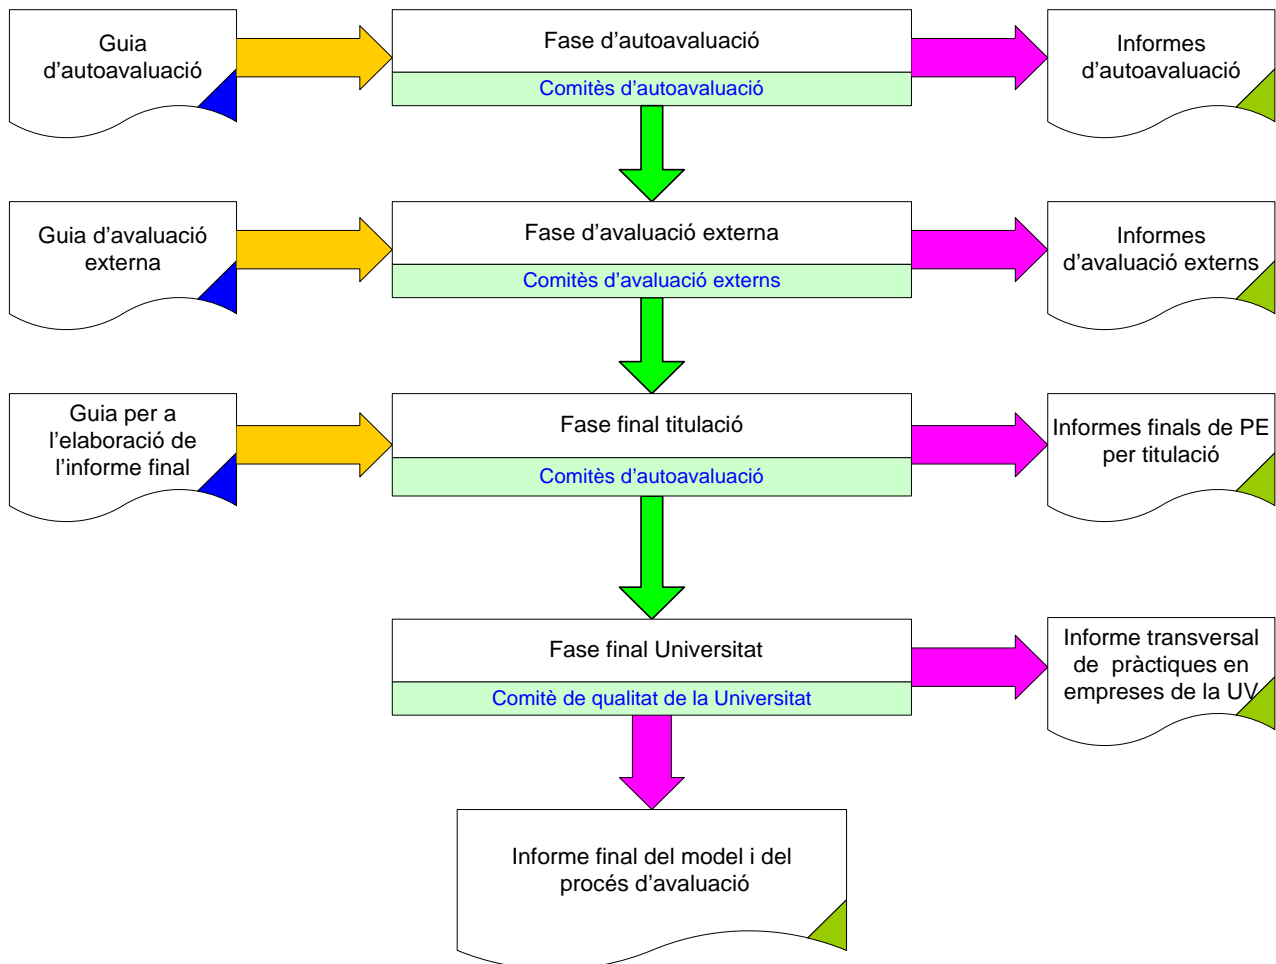 Guia
d'autoavaluació
Fase d'autoavaluació
Comitès d'autoavaluació
Informes
d'autoavaluació
Guia d'avaluació
externa
Fase d'avaluació externa
Comitès d'avaluació externs
Informes
d'avaluació externs
Guia per a
l'elaboració de
l'informe final
Fase final titulació
Comitès d'autoavaluació
Informes finals de PE
per titulació
Fase final Universitat
Comitè de qualitat de la Universitat
Informe transversal
de pràctiques en
empreses de la UV
Informe final del model i del
procés d'avaluació